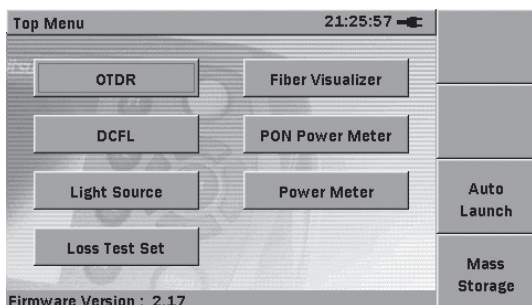 Top Menu 21:25:57
OTDR
Fiber Visualizer
DCFL
PON Power Meter
Light Source
Power Meter
Loss Test Set
Auto
Launch
Mass
Storage
Firmware Version : 2.17